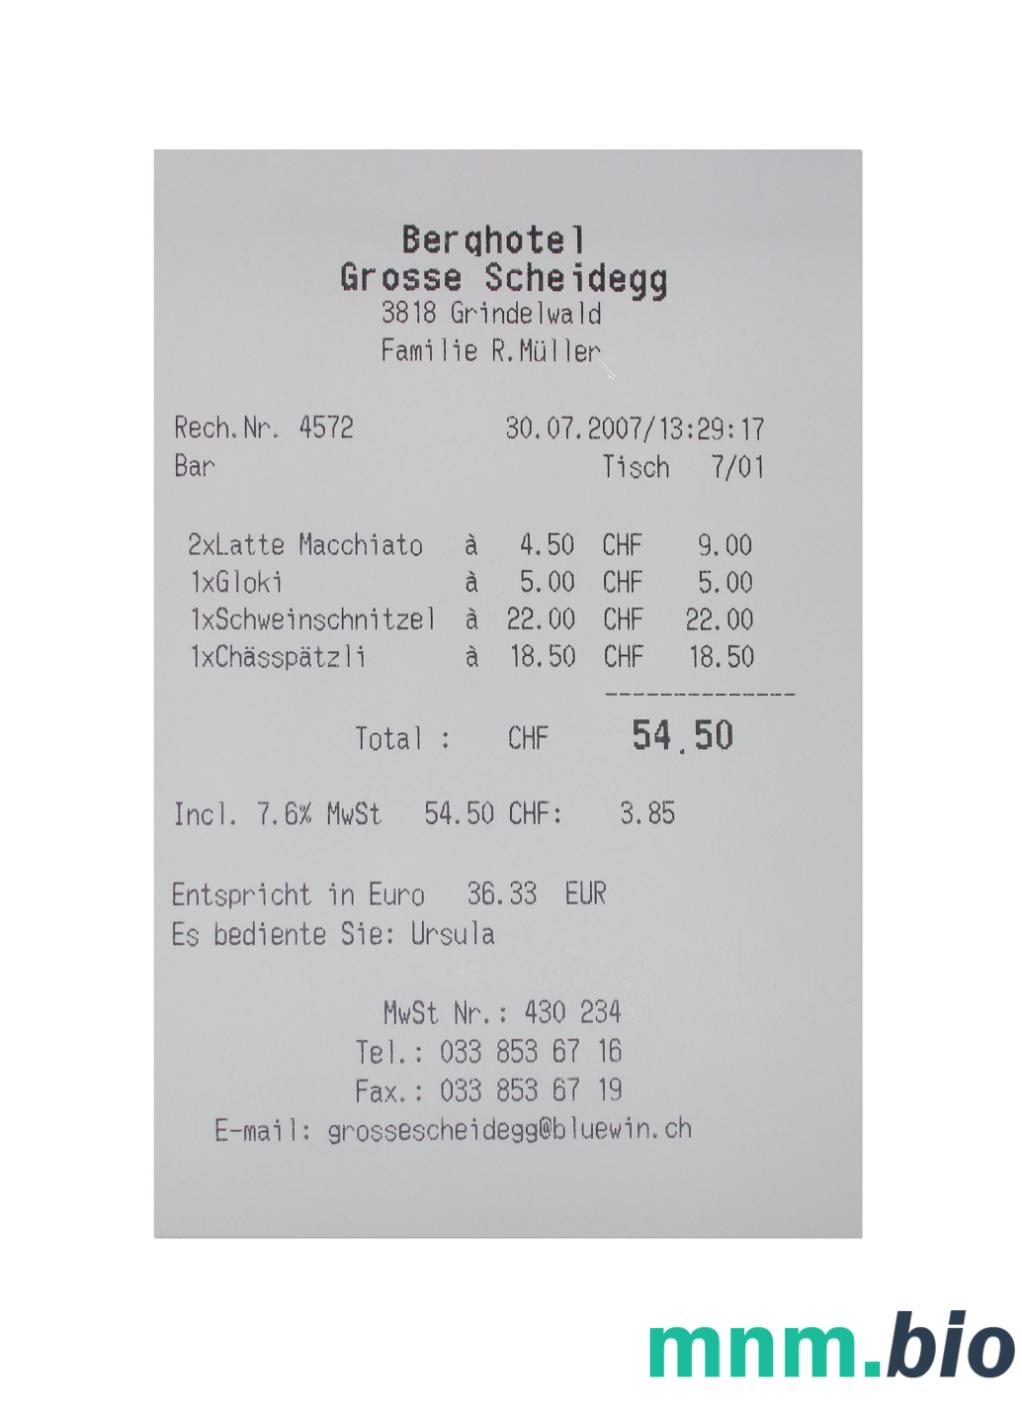 Berghotel
Grosse Scheidegg
3818 Grindelwald
Familie R.Müller
Rech.Nr. 4572 30.07.2007/13:29:17
Bar Tisch 7/01
2xLatte Macchiato à 4.50 CHF 9.00
1xGloki à 5.00 CHF 5.00
1xSchweinschnitzel à 22.00 CHF 22.00
1xChässpätzli à 18.50 CHF 18.50
--------------
Total : CHF 54.50
Incl. 7.6% MwSt 54.50 CHF: 3.85
Entspricht in Euro 36.33 EUR
Es bediente Sie: Ursula
MwSt Nr.: 430 234
Tel.: 033 853 67 16
Fax.: 033 853 67 19
E-mail: grossescheidegg@bluewin.ch
mnm.bio